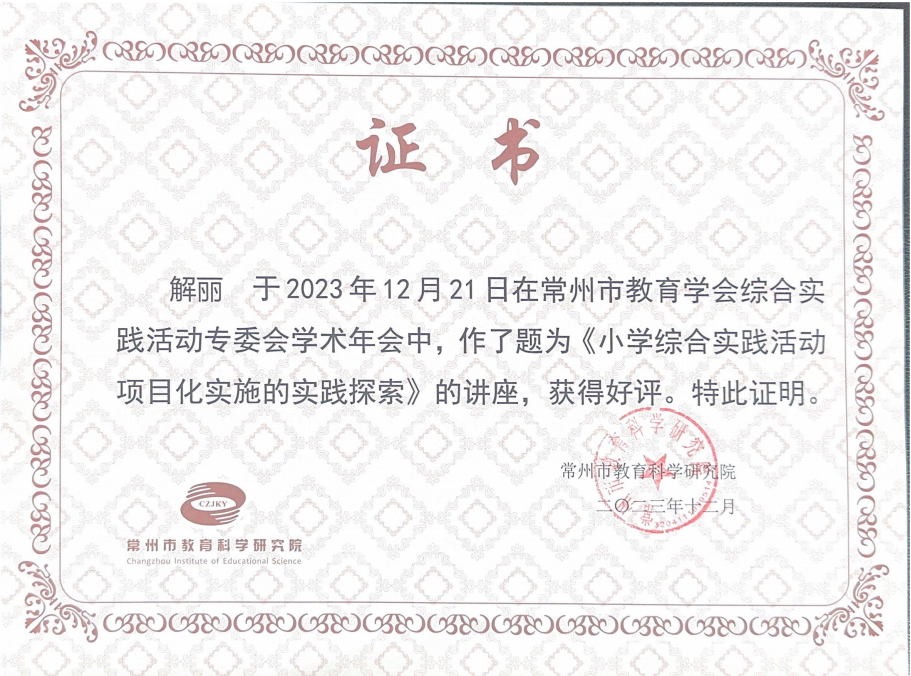 证书
解丽 于2023年12月21日在常州市教育学会综合实
践活动专委会学术年会中，作了题为《小学综合实践活动
项目化实施的实践探索》的讲座，获得好评。特此证明。
常州市教育科学研究院
二〇二三年十二月
CZJKY
常州市教育科学研究院
Changzhou Institute of Educational Science